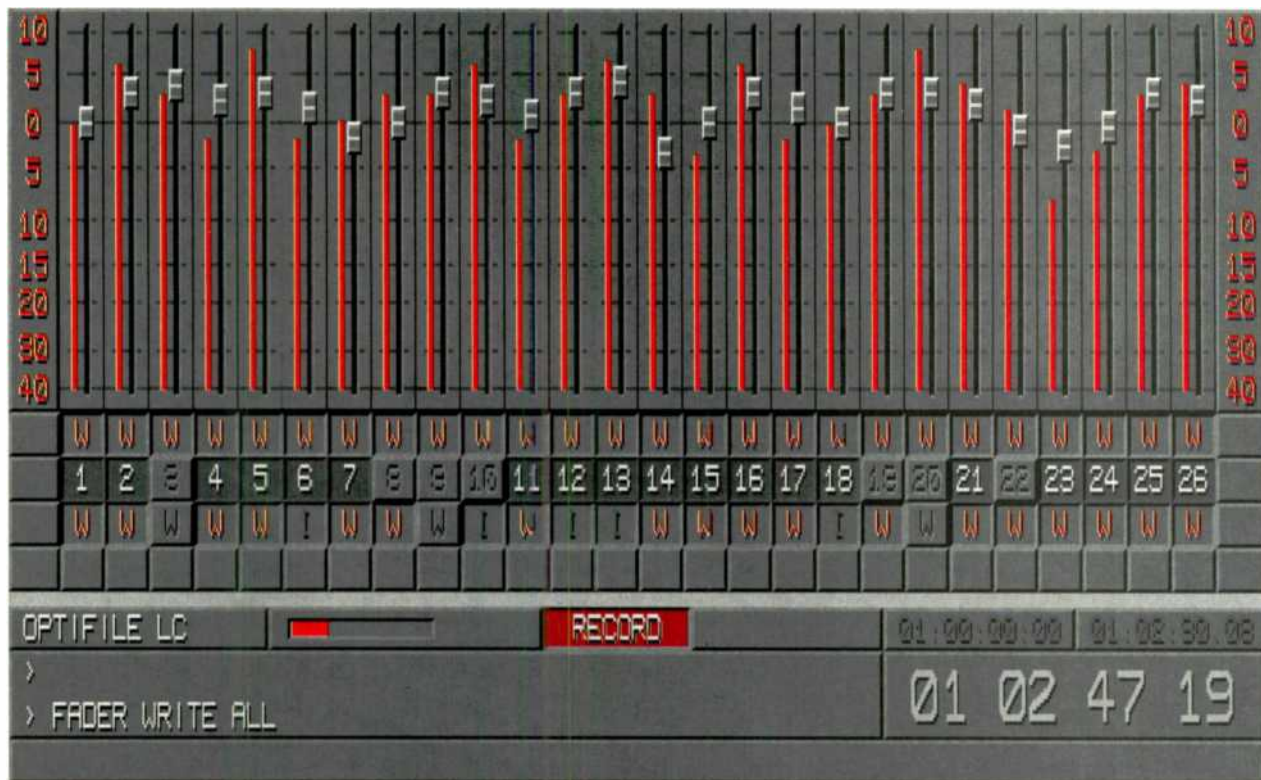 10 10
5 5
0 0
5 5
10 10
15 15
20 20
30 30
40 40
W W W W W W W W W W W W W W W W W W W W W W W W W W
1 2 3 4 5 6 7 8 9 10 11 12 13 14 15 16 17 18 19 20 21 22 23 24 25 26
W W W W W I W W W I W I I W W W W I W W W W W W W W
OPTIFILE LC RECORD 01:00:00:00 01:02:30.08
>
> FADER WRITE ALL 01 02 47 19